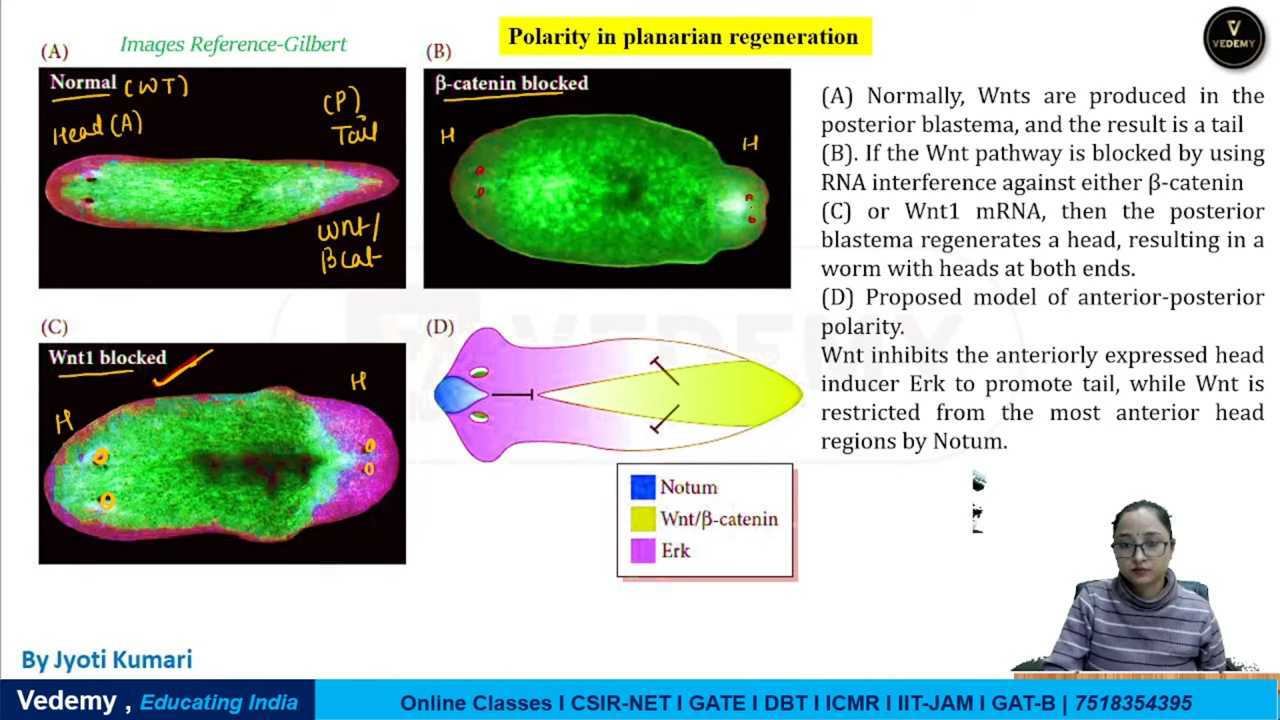 Polarity in planarian regeneration
Images Reference-Gilbert
VEDEMY
(A)
Normal (WT)
Head (A)
(P)
Tail
Wnt/
βcat
(B)
β-catenin blocked
H
H
(C)
Wnt1 blocked
H
H
(D)
Notum
Wnt/β-catenin
Erk
(A) Normally, Wnts are produced in the
posterior blastema, and the result is a tail
(B). If the Wnt pathway is blocked by using
RNA interference against either β-catenin
(C) or Wnt1 mRNA, then the posterior
blastema regenerates a head, resulting in a
worm with heads at both ends.
(D) Proposed model of anterior-posterior
polarity.
Wnt inhibits the anteriorly expressed head
inducer Erk to promote tail, while Wnt is
restricted from the most anterior head
regions by Notum.
VEDEMY
By Jyoti Kumari
Vedemy , Educating India
Online Classes I CSIR-NET I GATE I DBT I ICMR I IIT-JAM I GAT-B | 7518354395